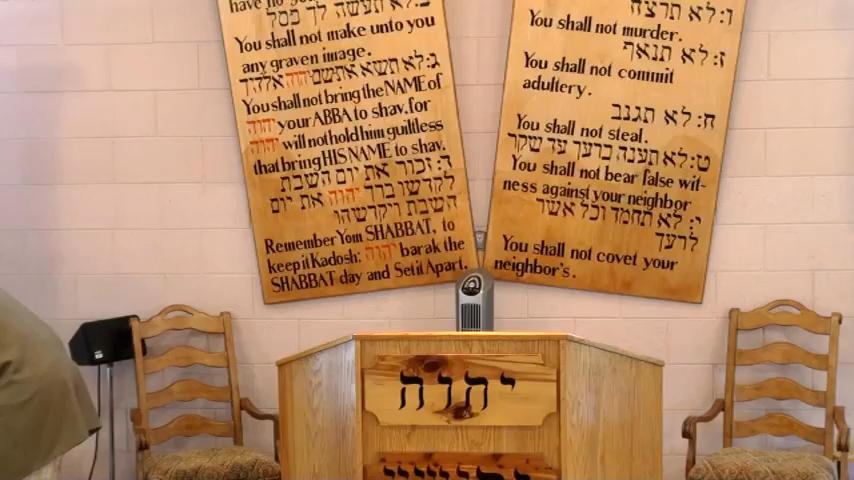 have no
תעשה לך פסל
You shall not make unto you
any graven image.
ג: לא תשא את שם יהוה אלהיך
You shall not bring the NAME of
יהוה your ABBA to shav. for
יהוה will not hold him guiltless
that bring HIS NAME to shav.
ד: זכור את יום השבת
לקדשו
יהוה את יום
השבת ויקדשהו
Remember Yom SHABBAT, to
keep it Kadosh: יהוה barak the
SHABBAT day and Set it Apart.
ו: לא תרצח
You shall not murder.
ז: לא תנאף
You shall not commit
adultery.
ח: לא תגנב
You shall not steal.
ט: לא תענה ברעך עד שקר
You shall not bear false wit-
ness against your neighbor
י: לא תחמד וכל אשר
לרעך
You shall not covet your
neighbor's.
יהוה